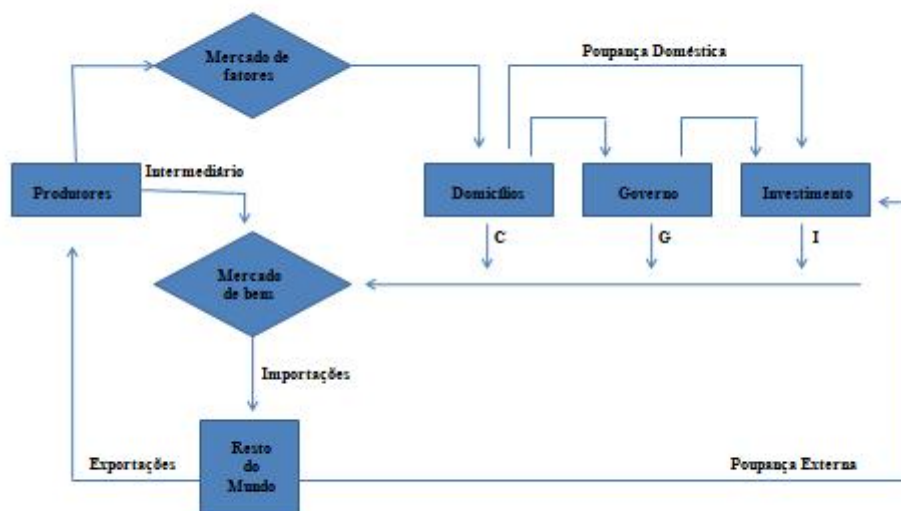 Mercado de
fatores
Poupança Doméstica
Intermediário
Produtores
Domicílios
Governo
Investimento
C
G
I
Mercado
de bens
Importações
Resto
do
Mundo
Exportações
Poupança Externa